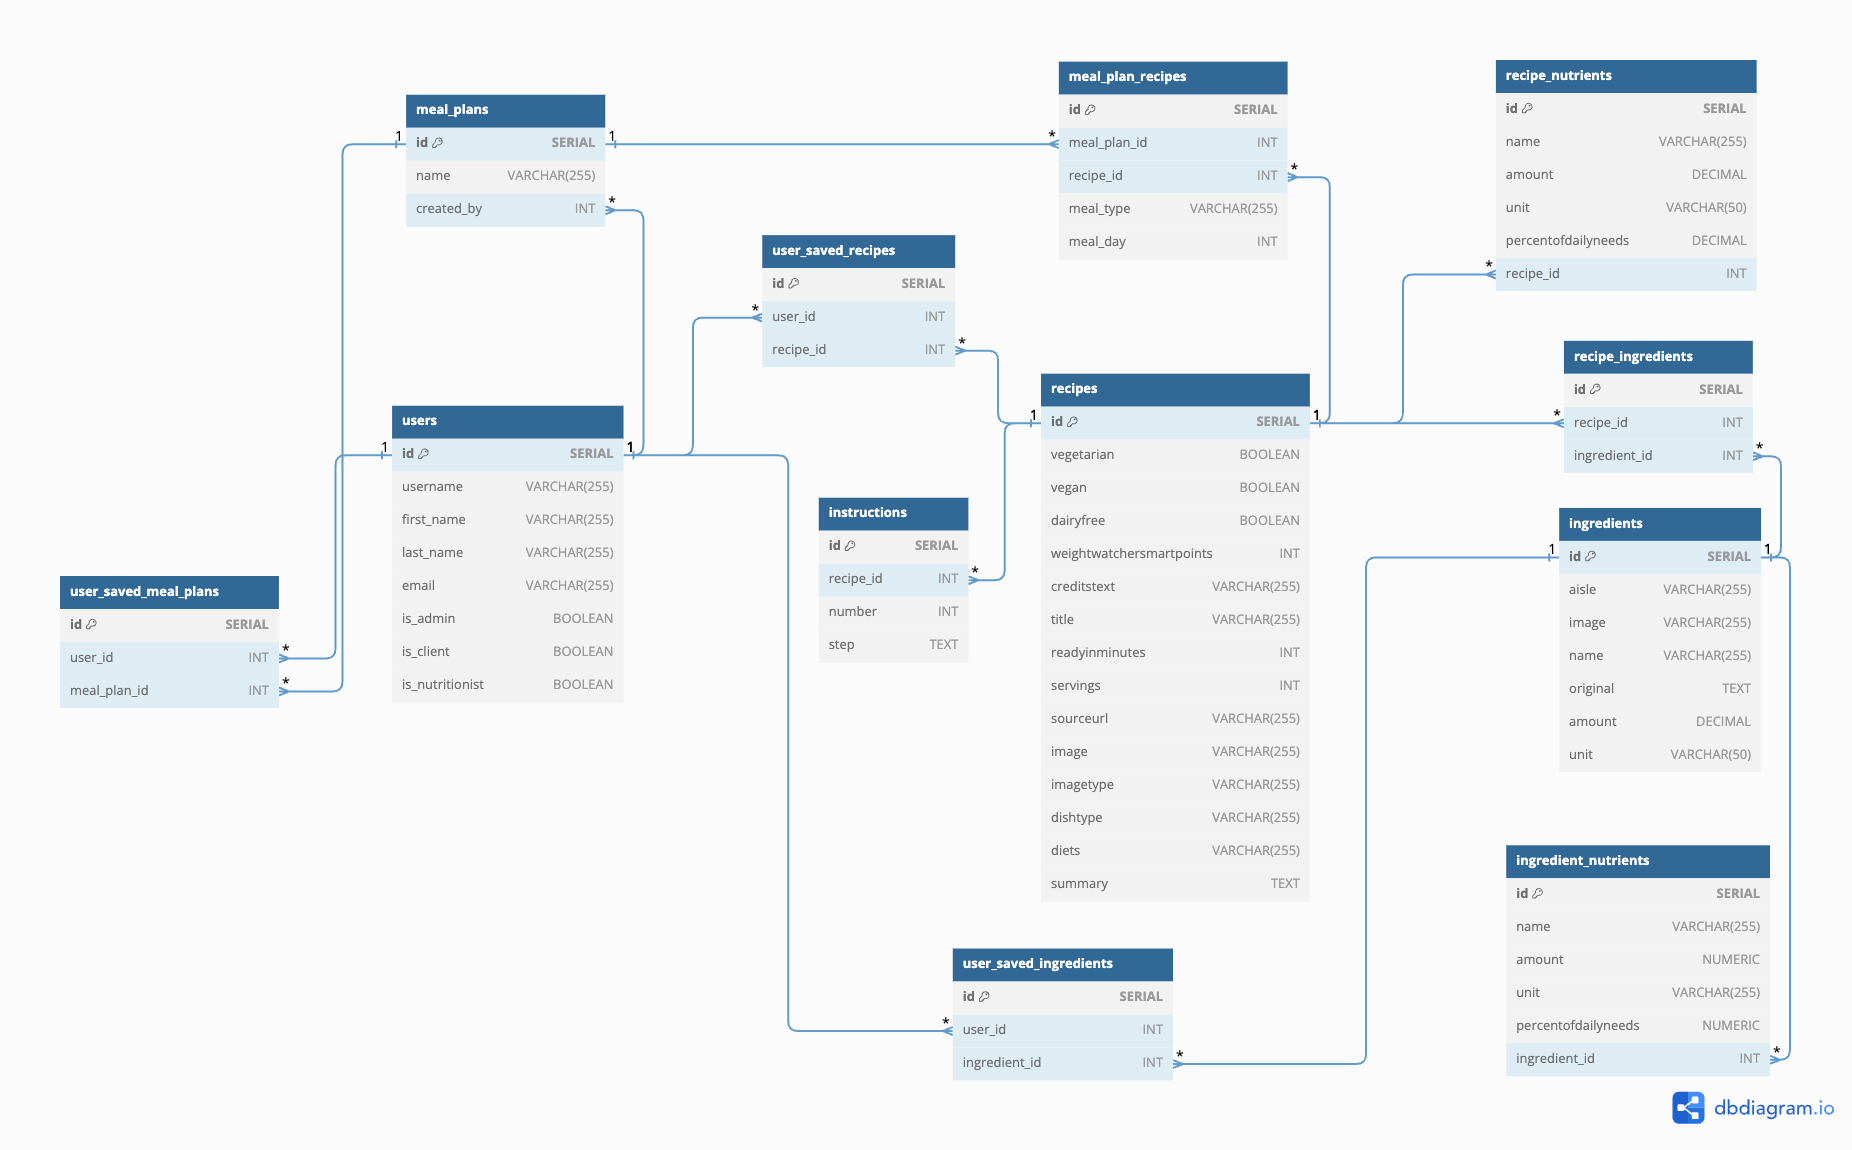 meal_plans
1 id SERIAL 1
name VARCHAR(255)
created_by INT *
meal_plan_recipes
id SERIAL
* meal_plan_id INT
recipe_id INT *
meal_type VARCHAR(255)
meal_day INT
recipe_nutrients
id SERIAL
name VARCHAR(255)
amount DECIMAL
unit VARCHAR(50)
percentofdailyneeds DECIMAL
* recipe_id INT
user_saved_recipes
id SERIAL
* user_id INT
recipe_id INT *
recipe_ingredients
id SERIAL
* recipe_id INT
ingredient_id INT *
users
1 id SERIAL 1
username VARCHAR(255)
first_name VARCHAR(255)
last_name VARCHAR(255)
email VARCHAR(255)
is_admin BOOLEAN
is_client BOOLEAN
is_nutritionist BOOLEAN
recipes
1 id SERIAL 1
vegetarian BOOLEAN
vegan BOOLEAN
dairyfree BOOLEAN
weightwatchersmartpoints INT
creditstext VARCHAR(255)
title VARCHAR(255)
readyinminutes INT
servings INT
sourceurl VARCHAR(255)
image VARCHAR(255)
imagetype VARCHAR(255)
dishtype VARCHAR(255)
diets VARCHAR(255)
summary TEXT
instructions
id SERIAL
recipe_id INT *
number INT
step TEXT
ingredients
1 id SERIAL 1
aisle VARCHAR(255)
image VARCHAR(255)
name VARCHAR(255)
original TEXT
amount DECIMAL
unit VARCHAR(50)
user_saved_meal_plans
id SERIAL
user_id INT *
meal_plan_id INT *
ingredient_nutrients
id SERIAL
name VARCHAR(255)
amount NUMERIC
unit VARCHAR(255)
percentofdailyneeds NUMERIC
ingredient_id INT *
user_saved_ingredients
id SERIAL
* user_id INT
ingredient_id INT *
dbdiagram.io